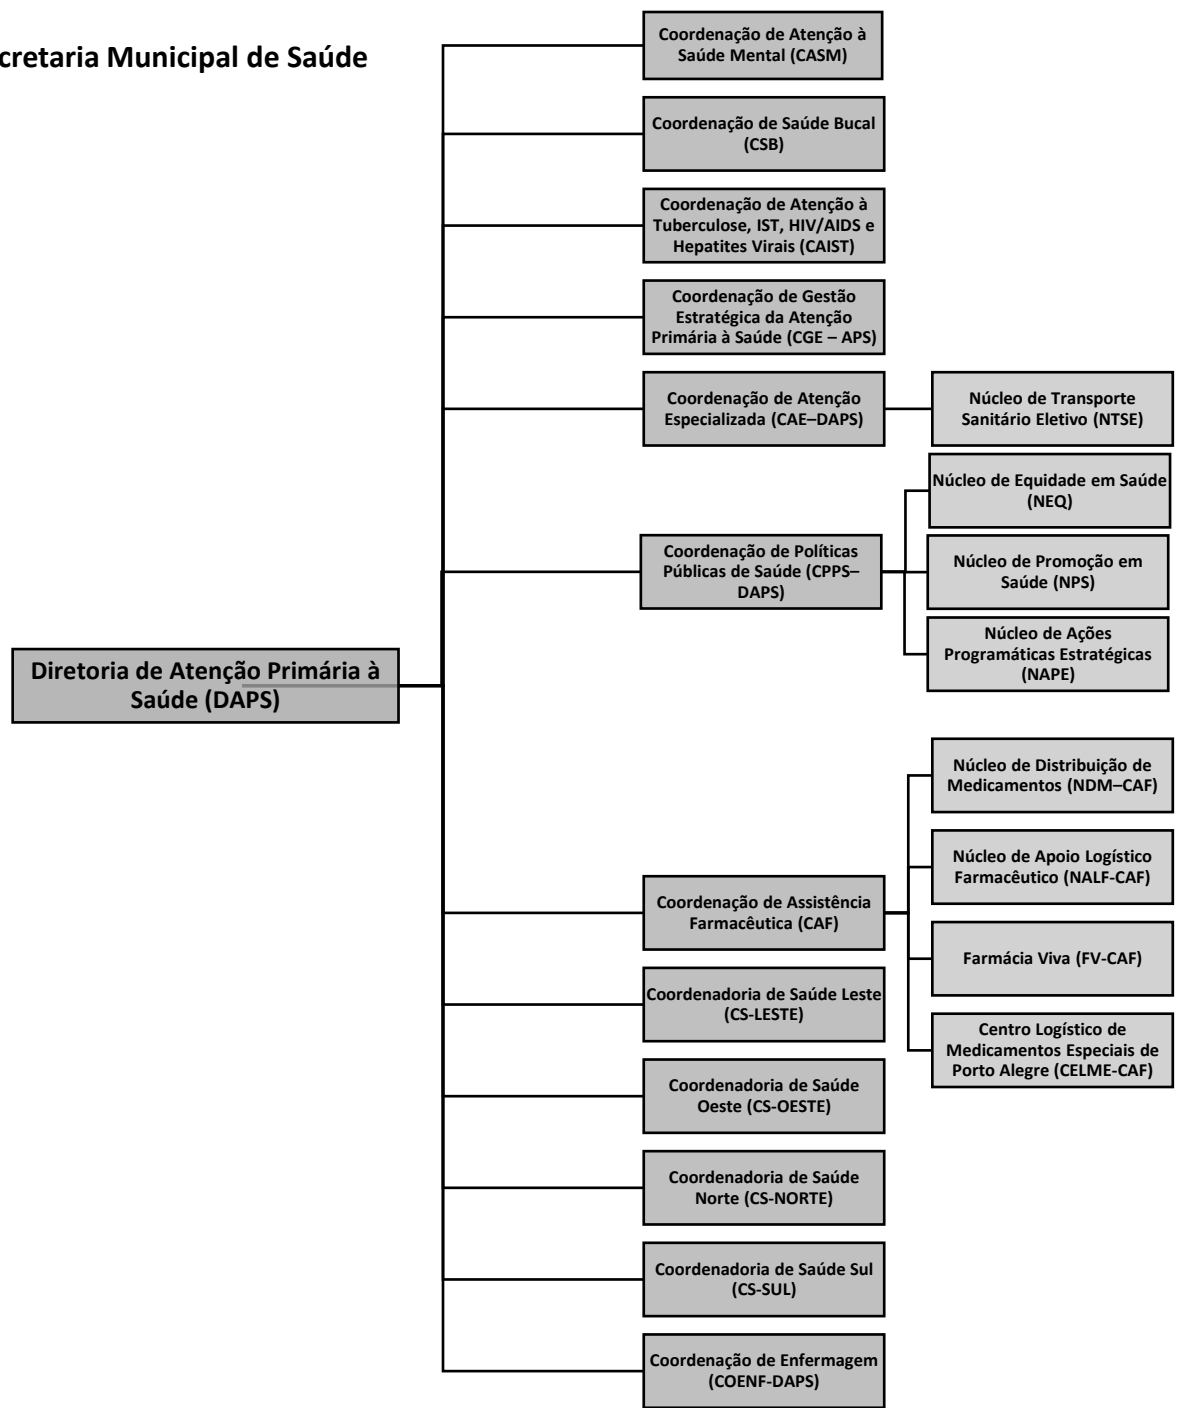 cretaria Municipal de Saúde
Coordenação de Atenção à
Saúde Mental (CASM)
Coordenação de Saúde Bucal
(CSB)
Coordenação de Atenção à
Tuberculose, IST, HIV/AIDS e
Hepatites Virais (CAIST)
Coordenação de Gestão
Estratégica da Atenção
Primária à Saúde (CGE – APS)
Coordenação de Atenção
Especializada (CAE–DAPS)
Núcleo de Transporte
Sanitário Eletivo (NTSE)
Núcleo de Equidade em Saúde
(NEQ)
Coordenação de Políticas
Públicas de Saúde (CPPS–
DAPS)
Núcleo de Promoção em
Saúde (NPS)
Núcleo de Ações
Programáticas Estratégicas
(NAPE)
Diretoria de Atenção Primária à
Saúde (DAPS)
Núcleo de Distribuição de
Medicamentos (NDM–CAF)
Núcleo de Apoio Logístico
Farmacêutico (NALF-CAF)
Coordenação de Assistência
Farmacêutica (CAF)
Farmácia Viva (FV-CAF)
Centro Logístico de
Medicamentos Especiais de
Porto Alegre (CELME-CAF)
Coordenadoria de Saúde Leste
(CS-LESTE)
Coordenadoria de Saúde
Oeste (CS-OESTE)
Coordenadoria de Saúde
Norte (CS-NORTE)
Coordenadoria de Saúde Sul
(CS-SUL)
Coordenação de Enfermagem
(COENF-DAPS)